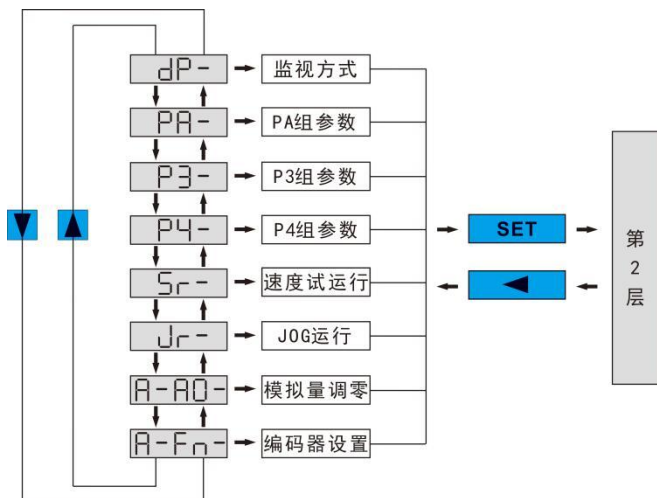 dP- 监视方式
PA- PA组参数
P3- P3组参数
P4- P4组参数
SET
Sr- 速度试运行
Jr- JOG运行
A-A0- 模拟量调零
A-Fn- 编码器设置
第
2
层